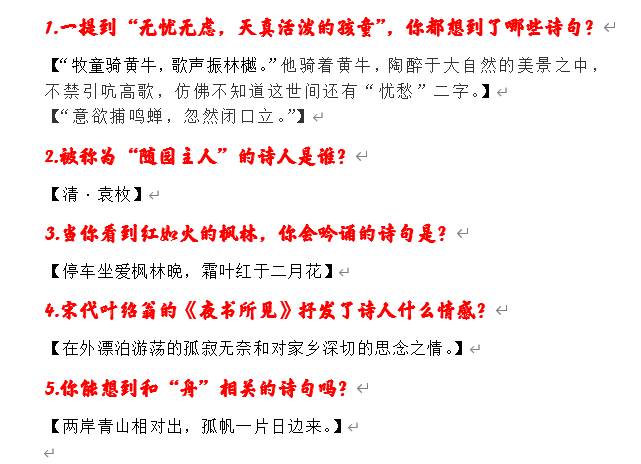 1.一提到“无忧无虑，天真活泼的孩童”，你都想到了哪些诗句？
【“牧童骑黄牛，歌声振林樾。”他骑着黄牛，陶醉于大自然的美景之中，
不禁引吭高歌，仿佛不知道这世间还有“忧愁”二字。】
【“意欲捕鸣蝉，忽然闭口立。”】
2.被称为“随园主人”的诗人是谁？
【清·袁枚】
3.当你看到红如火的枫林，你会吟诵的诗句是？
【停车坐爱枫林晚，霜叶红于二月花】
4.宋代叶绍翁的《夜书所见》抒发了诗人什么情感？
【在外漂泊游荡的孤寂无奈和对家乡深切的思念之情。】
5.你能想到和“舟”相关的诗句吗？
【两岸青山相对出，孤帆一片日边来。】